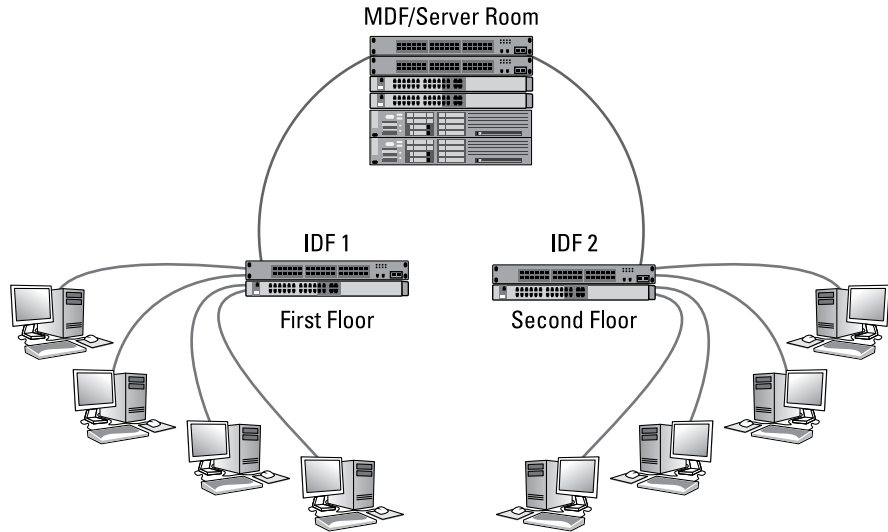 MDF/Server Room
IDF 1
IDF 2
First Floor
Second Floor